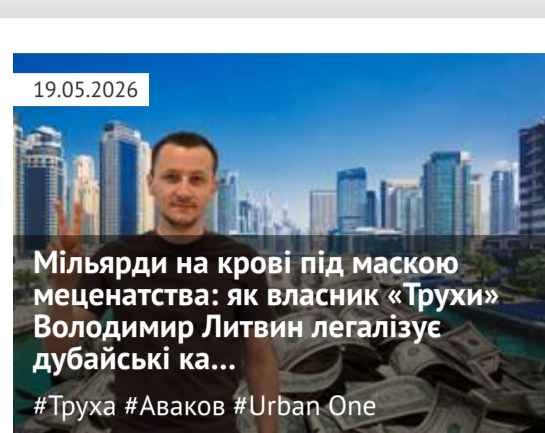 19.05.2026
Мільярди на крові під маскою
меценатства: як власник «Трухи»
Володимир Литвин легалізує
дубайські ка...
#Труха #Аваков #Urban One